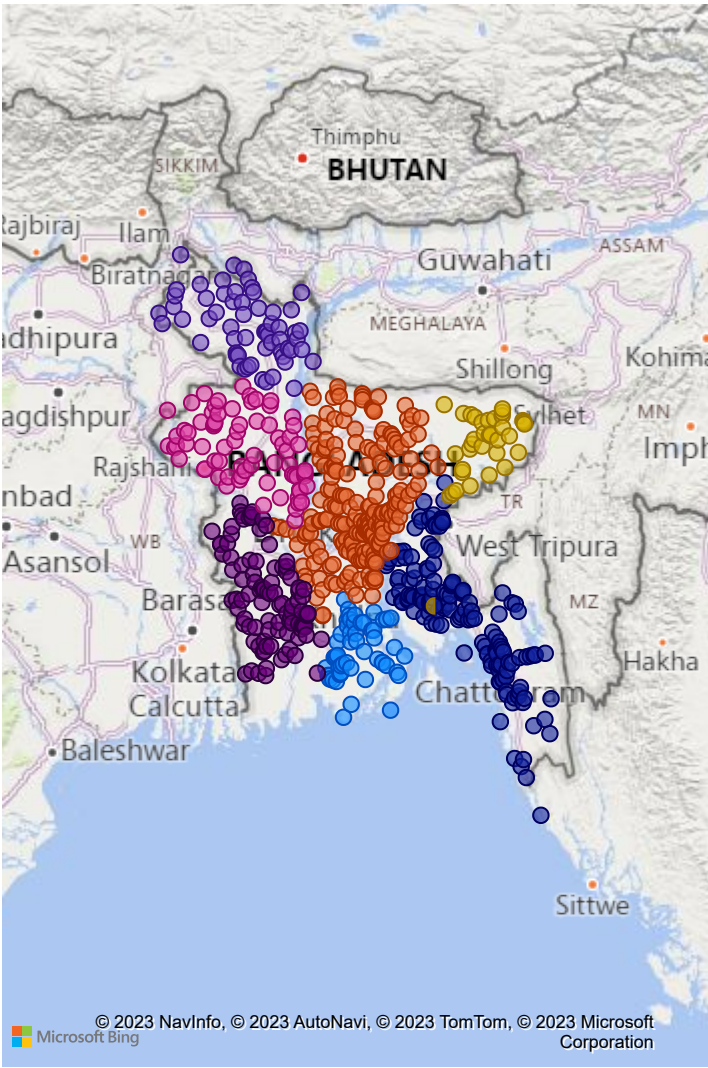 Thimphu
SIKKIM
BHUTAN
Rajbiraj
Ilam
ASSAM
Guwahati
Biratnagar
MEGHALAYA
adhipura
Shillong
Kohima
agdishpur
Sylhet
MN
Imph
Rajshahi
BANGLADESH
nbad
TR
WB
West Tripura
Asansol
Barasa
MZ
Hakha
Kolkata
Calcutta
Chattogram
Baleshwar
Sittwe
© 2023 NavInfo, © 2023 AutoNavi, © 2023 TomTom, © 2023 Microsoft
Corporation
Microsoft Bing